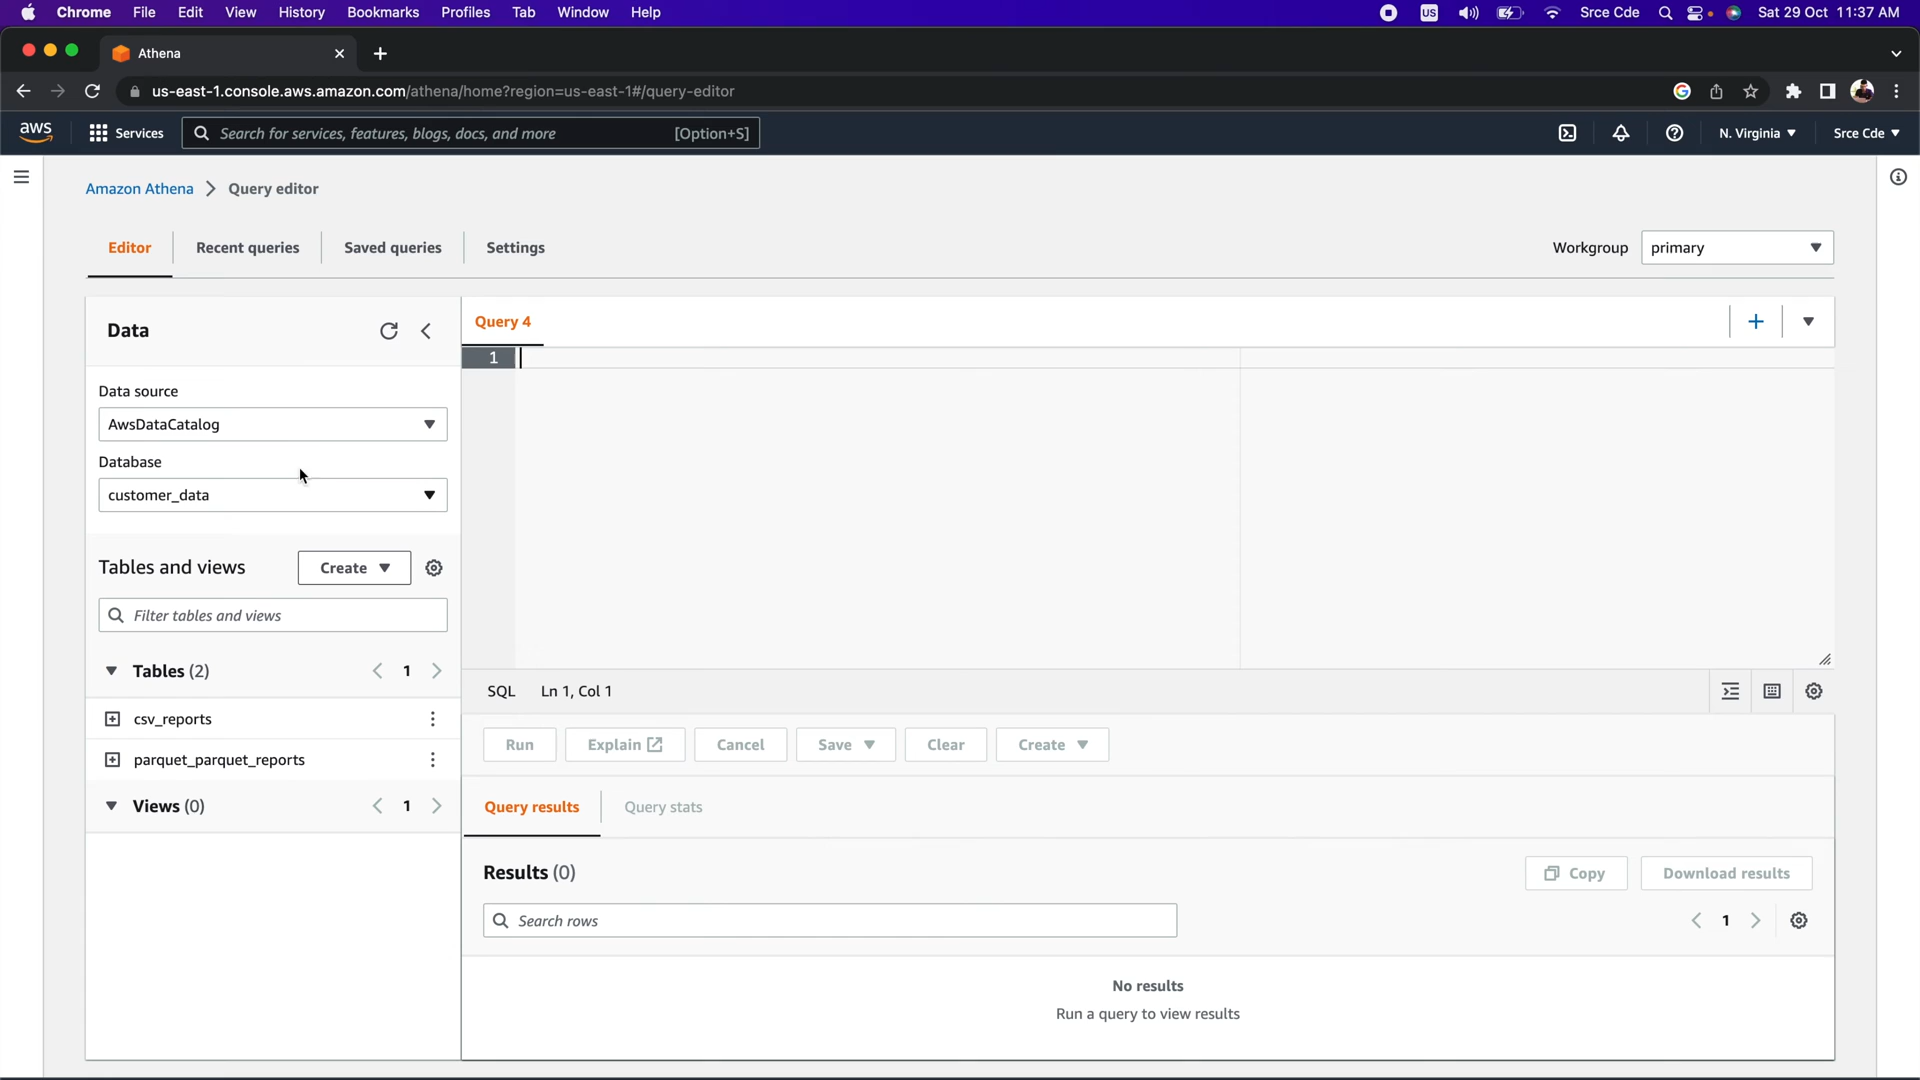 Chrome File Edit View History Bookmarks Profiles Tab Window Help US Srce Cde Sat 29 Oct 11:37 AM
Athena
us-east-1.console.aws.amazon.com/athena/home?region=us-east-1#/query-editor
aws Services Search for services, features, blogs, docs, and more [Option+S] N. Virginia Srce Cde
Amazon Athena Query editor
Editor Recent queries Saved queries Settings Workgroup primary
Data
Query 4
1
Data source
AwsDataCatalog
Database
customer_data
Tables and views Create
Filter tables and views
Tables (2) 1
csv_reports
parquet_parquet_reports
Views (0) 1
SQL Ln 1, Col 1
Run Explain Cancel Save Clear Create
Query results Query stats
Results (0) Copy Download results
Search rows 1
No results
Run a query to view results